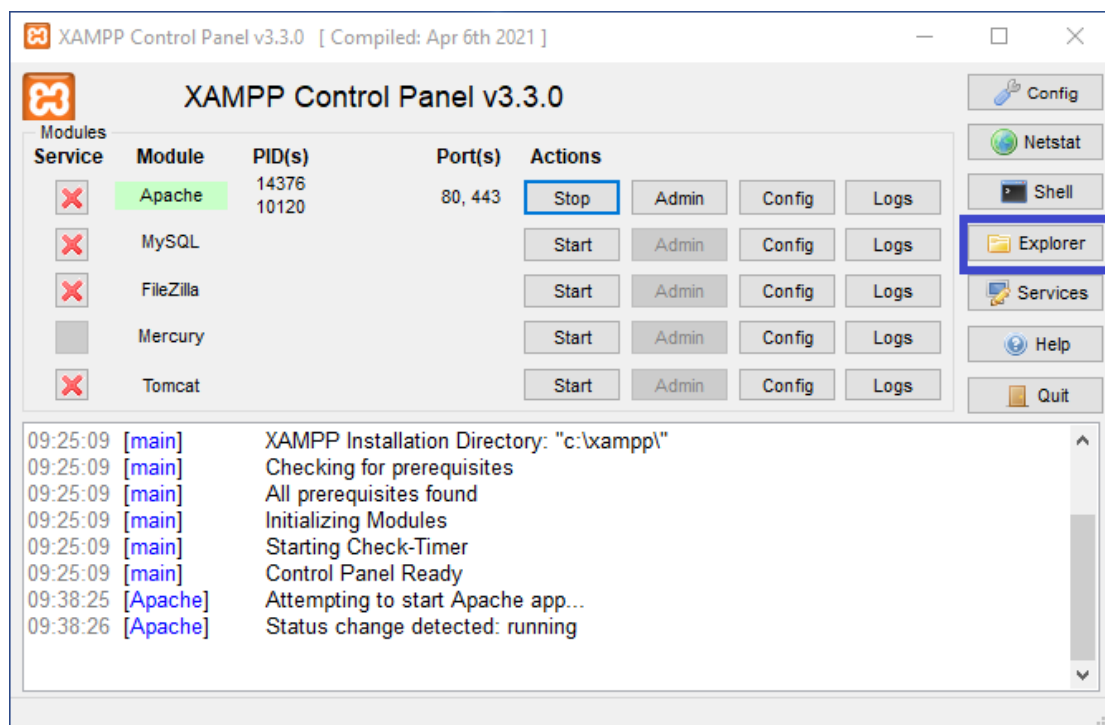 XAMPP Control Panel v3.3.0 [ Compiled: Apr 6th 2021 ]
XAMPP Control Panel v3.3.0
Config
Modules
Service Module PID(s) Port(s) Actions
Netstat
Apache 14376 10120 80, 443 Stop Admin Config Logs
Shell
MySQL Start Admin Config Logs
Explorer
FileZilla Start Admin Config Logs
Services
Mercury Start Admin Config Logs
Help
Tomcat Start Admin Config Logs
Quit
09:25:09 [main] XAMPP Installation Directory: "c:\xampp\"
09:25:09 [main] Checking for prerequisites
09:25:09 [main] All prerequisites found
09:25:09 [main] Initializing Modules
09:25:09 [main] Starting Check-Timer
09:25:09 [main] Control Panel Ready
09:38:25 [Apache] Attempting to start Apache app...
09:38:26 [Apache] Status change detected: running